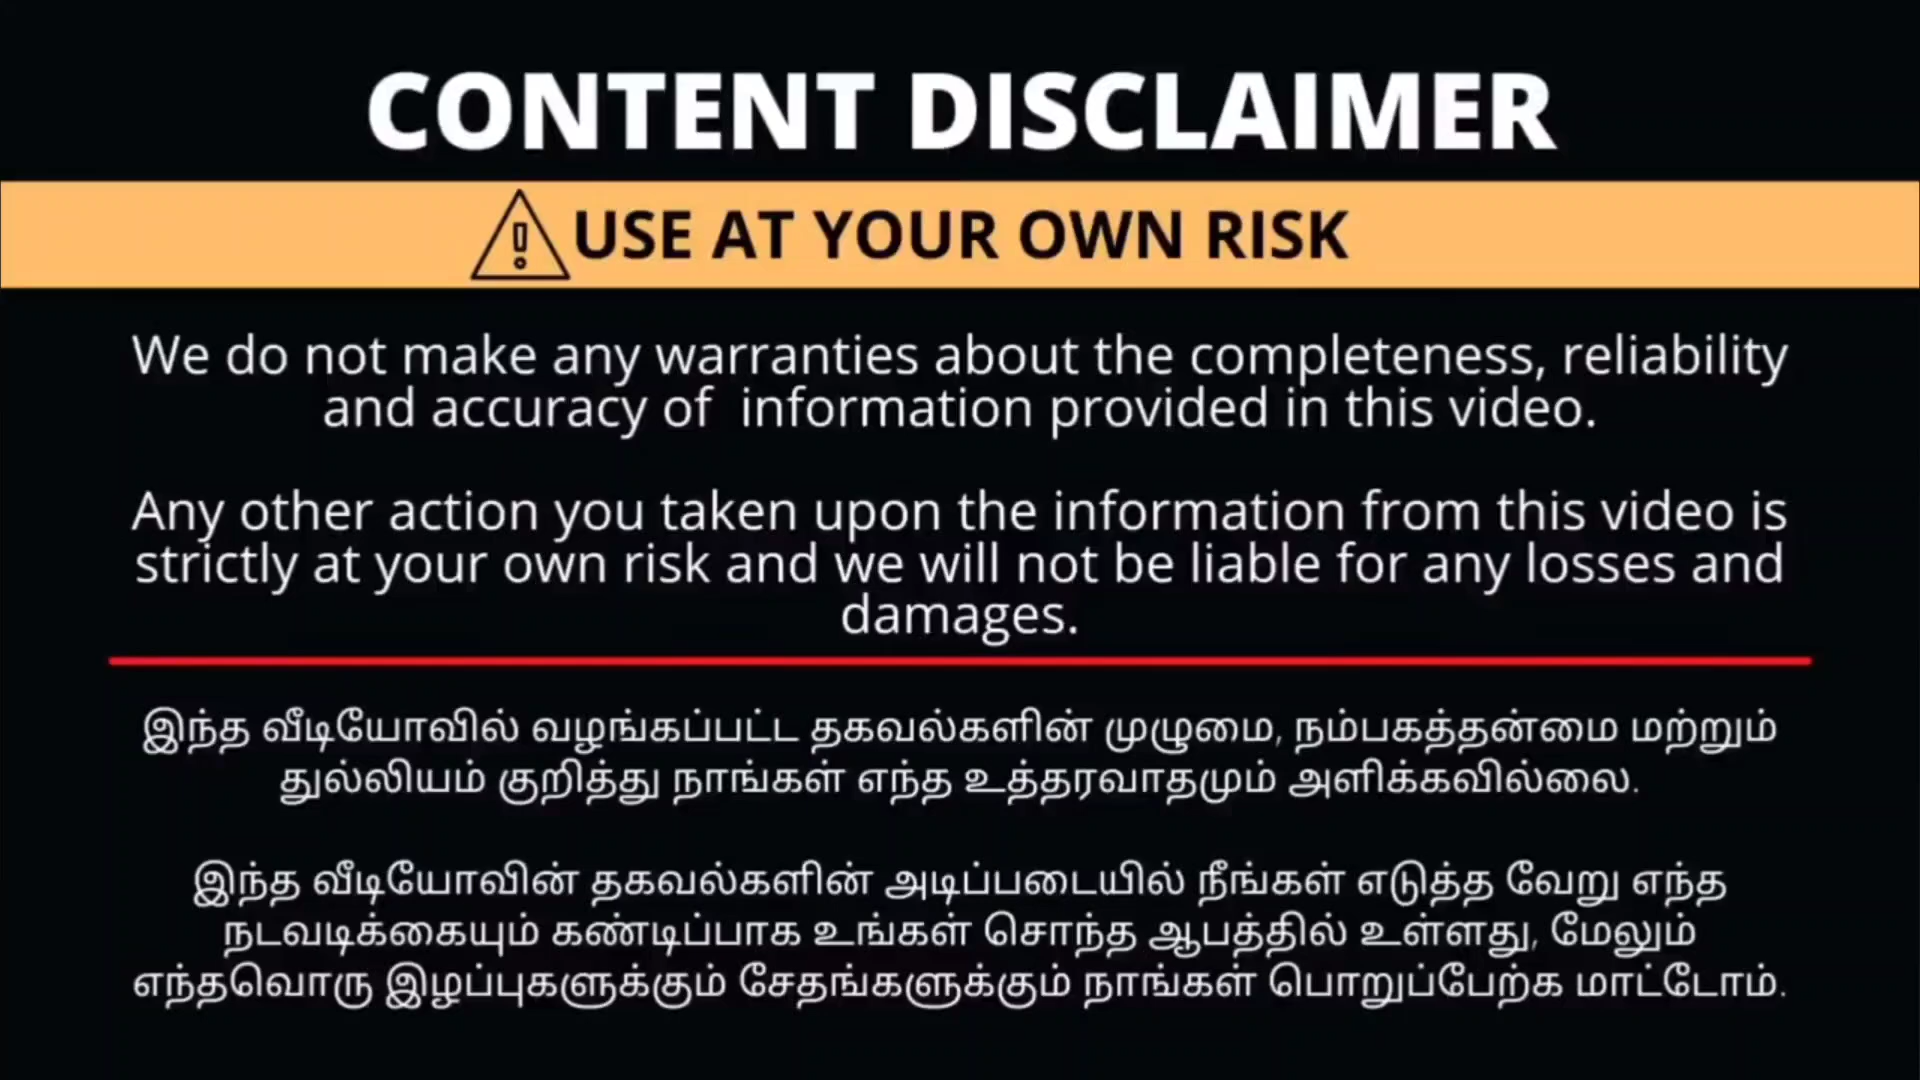 CONTENT DISCLAIMER
USE AT YOUR OWN RISK
We do not make any warranties about the completeness, reliability
and accuracy of information provided in this video.
Any other action you taken upon the information from this video is
strictly at your own risk and we will not be liable for any losses and
damages.
இந்த வீடியோவில் வழங்கப்பட்ட தகவல்களின் முழுமை, நம்பகத்தன்மை மற்றும்
துல்லியம் குறித்து நாங்கள் எந்த உத்தரவாதமும் அளிக்கவில்லை.
இந்த வீடியோவின் தகவல்களின் அடிப்படையில் நீங்கள் எடுத்த வேறு எந்த
நடவடிக்கையும் கண்டிப்பாக உங்கள் சொந்த ஆபத்தில் உள்ளது, மேலும்
எந்தவொரு இழப்புகளுக்கும் சேதங்களுக்கும் நாங்கள் பொறுப்பேற்க மாட்டோம்.